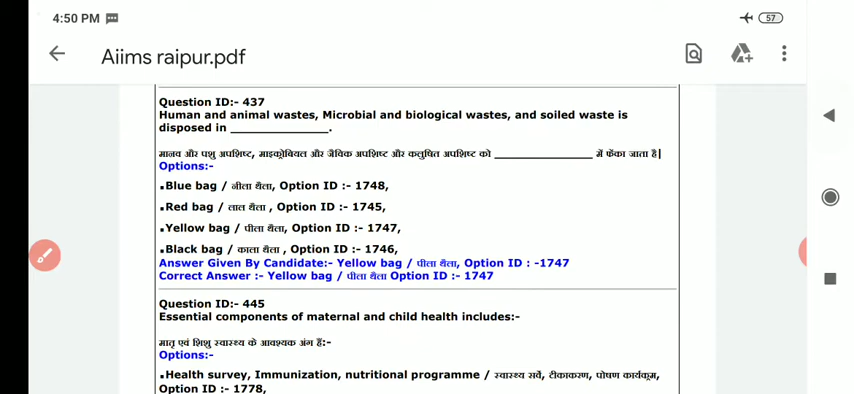 4:50 PM
57
Aiims raipur.pdf
Question ID:- 437
Human and animal wastes, Microbial and biological wastes, and soiled waste is
disposed in ______________.
मानव और पशु अपशिष्ट, माइक्रोबियल और जैविक अपशिष्ट और कलुषित अपशिष्ट को ______________ में फेंका जाता है|
Options:-
▪Blue bag / नीला थैला, Option ID :- 1748,
▪Red bag / लाल थैला , Option ID :- 1745,
▪Yellow bag / पीला थैला, Option ID :- 1747,
▪Black bag / काला थैला , Option ID :- 1746,
Answer Given By Candidate:- Yellow bag / पीला थैला, Option ID : -1747
Correct Answer :- Yellow bag / पीला थैला Option ID :- 1747
Question ID:- 445
Essential components of maternal and child health includes:-
मातृ एवं शिशु स्वास्थ्य के आवश्यक अंग हैं:-
Options:-
▪Health survey, Immunization, nutritional programme / स्वास्थ्य सर्वे, टीकाकरण, पोषण कार्यक्रम,
Option ID :- 1778,